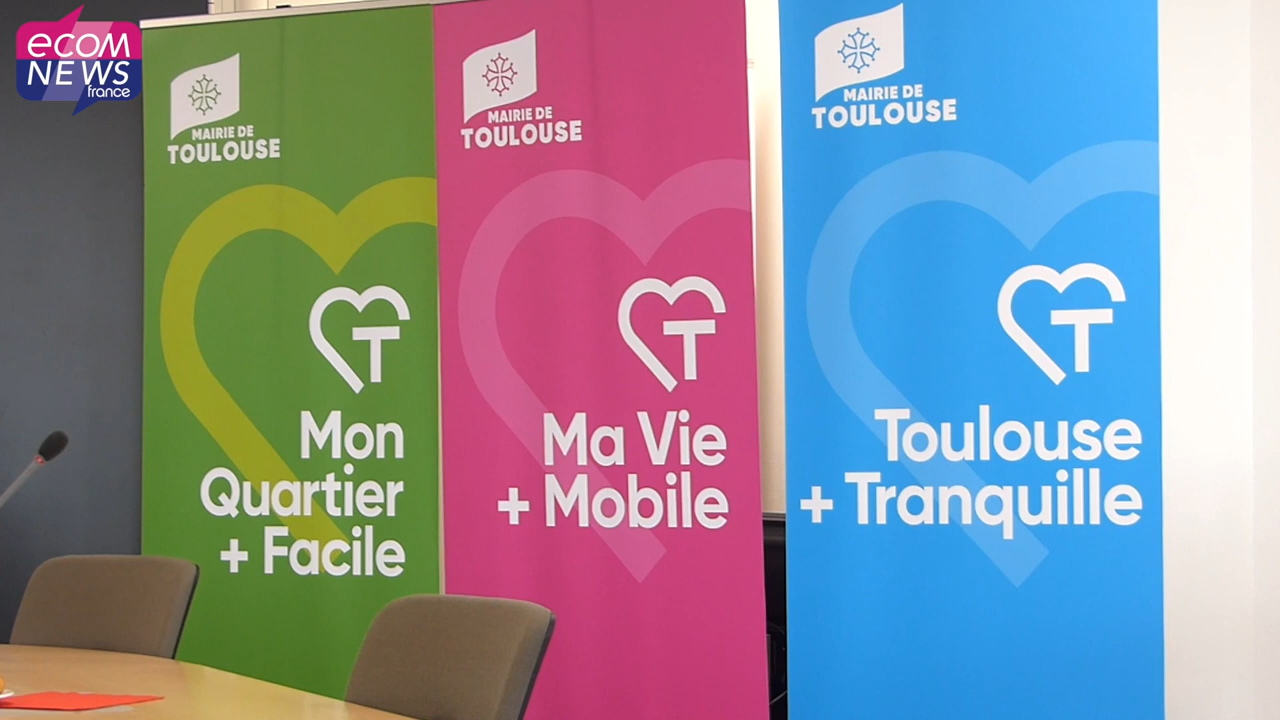 ecom
NEWS
france
MAIRIE DE
TOULOUSE
T
Mon
Quartier
+ Facile
MAIRIE DE
TOULOUSE
T
Ma Vie
+ Mobile
MAIRIE DE
TOULOUSE
T
Toulouse
+ Tranquille